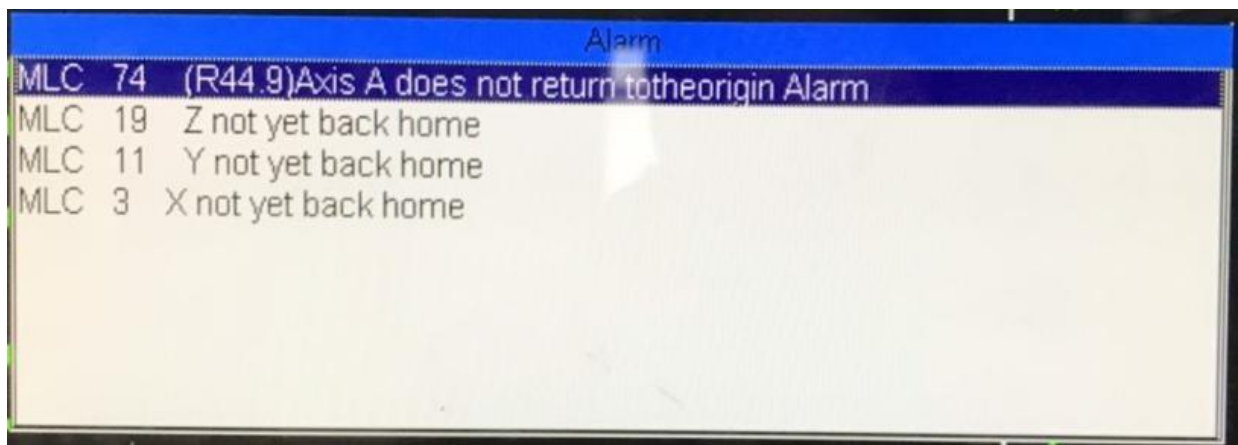 Alarm
MLC 74 (R44.9)Axis A does not return totheorigin Alarm
MLC 19 Z not yet back home
MLC 11 Y not yet back home
MLC 3 X not yet back home